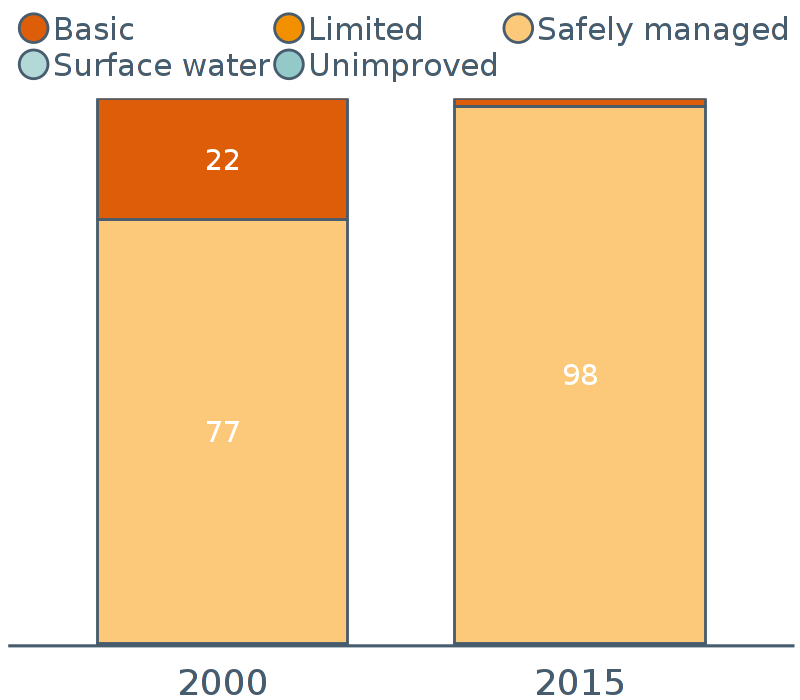 Basic Limited Safely managed
Surface water Unimproved
22
98
77
2000 2015